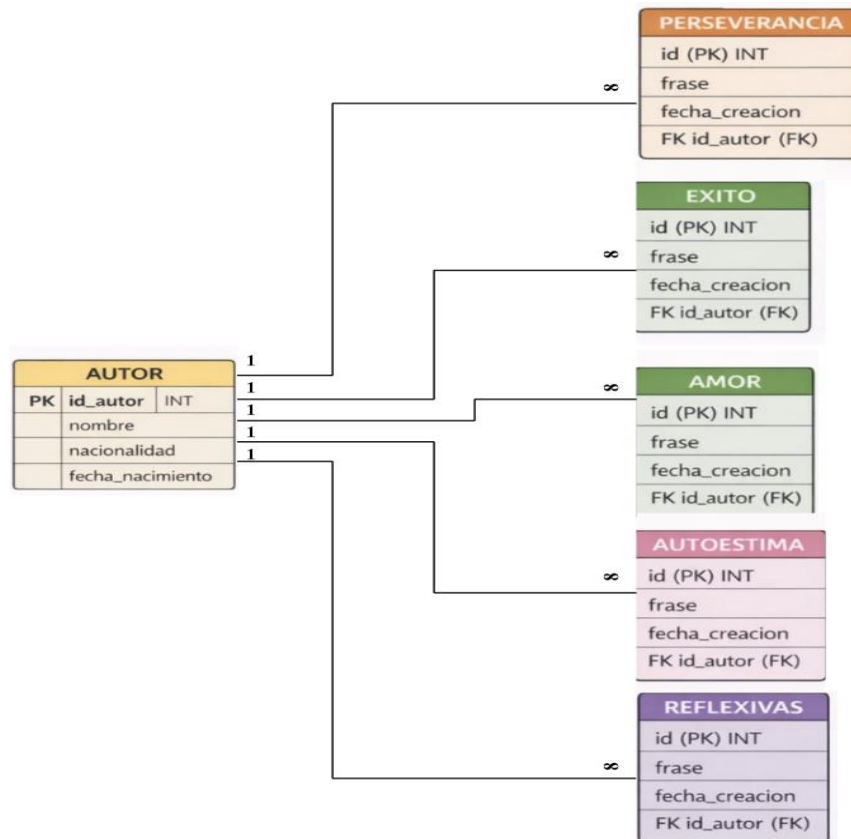 PERSEVERANCIA
id (PK) INT
frase
fecha_creacion
FK id_autor (FK)
∞
EXITO
id (PK) INT
frase
fecha_creacion
FK id_autor (FK)
∞
AUTOR
PK id_autor INT
nombre
nacionalidad
fecha_nacimiento
1
1
1
1
1
AMOR
id (PK) INT
frase
fecha_creacion
FK id_autor (FK)
∞
AUTOESTIMA
id (PK) INT
frase
fecha_creacion
FK id_autor (FK)
∞
REFLEXIVAS
id (PK) INT
frase
fecha_creacion
FK id_autor (FK)
∞